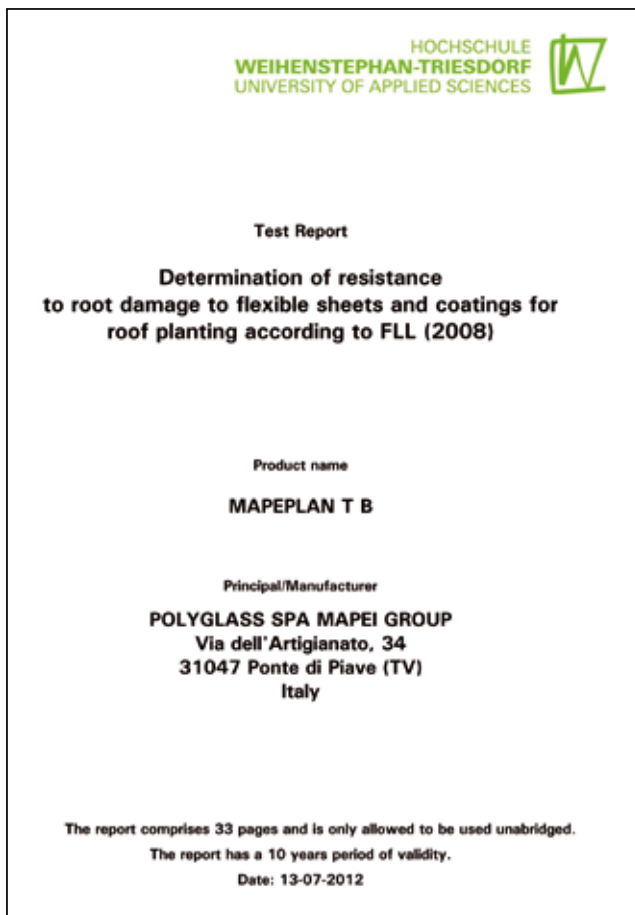 HOCHSCHULE
WEIHENSTEPHAN-TRIESDORF
UNIVERSITY OF APPLIED SCIENCES
Test Report
Determination of resistance
to root damage to flexible sheets and coatings for
roof planting according to FLL (2008)
Product name
MAPEPLAN T B
Principal/Manufacturer
POLYGLASS SPA MAPEI GROUP
Via dell'Artigianato, 34
31047 Ponte di Piave (TV)
Italy
The report comprises 33 pages and is only allowed to be used unabridged.
The report has a 10 years period of validity.
Date: 13-07-2012